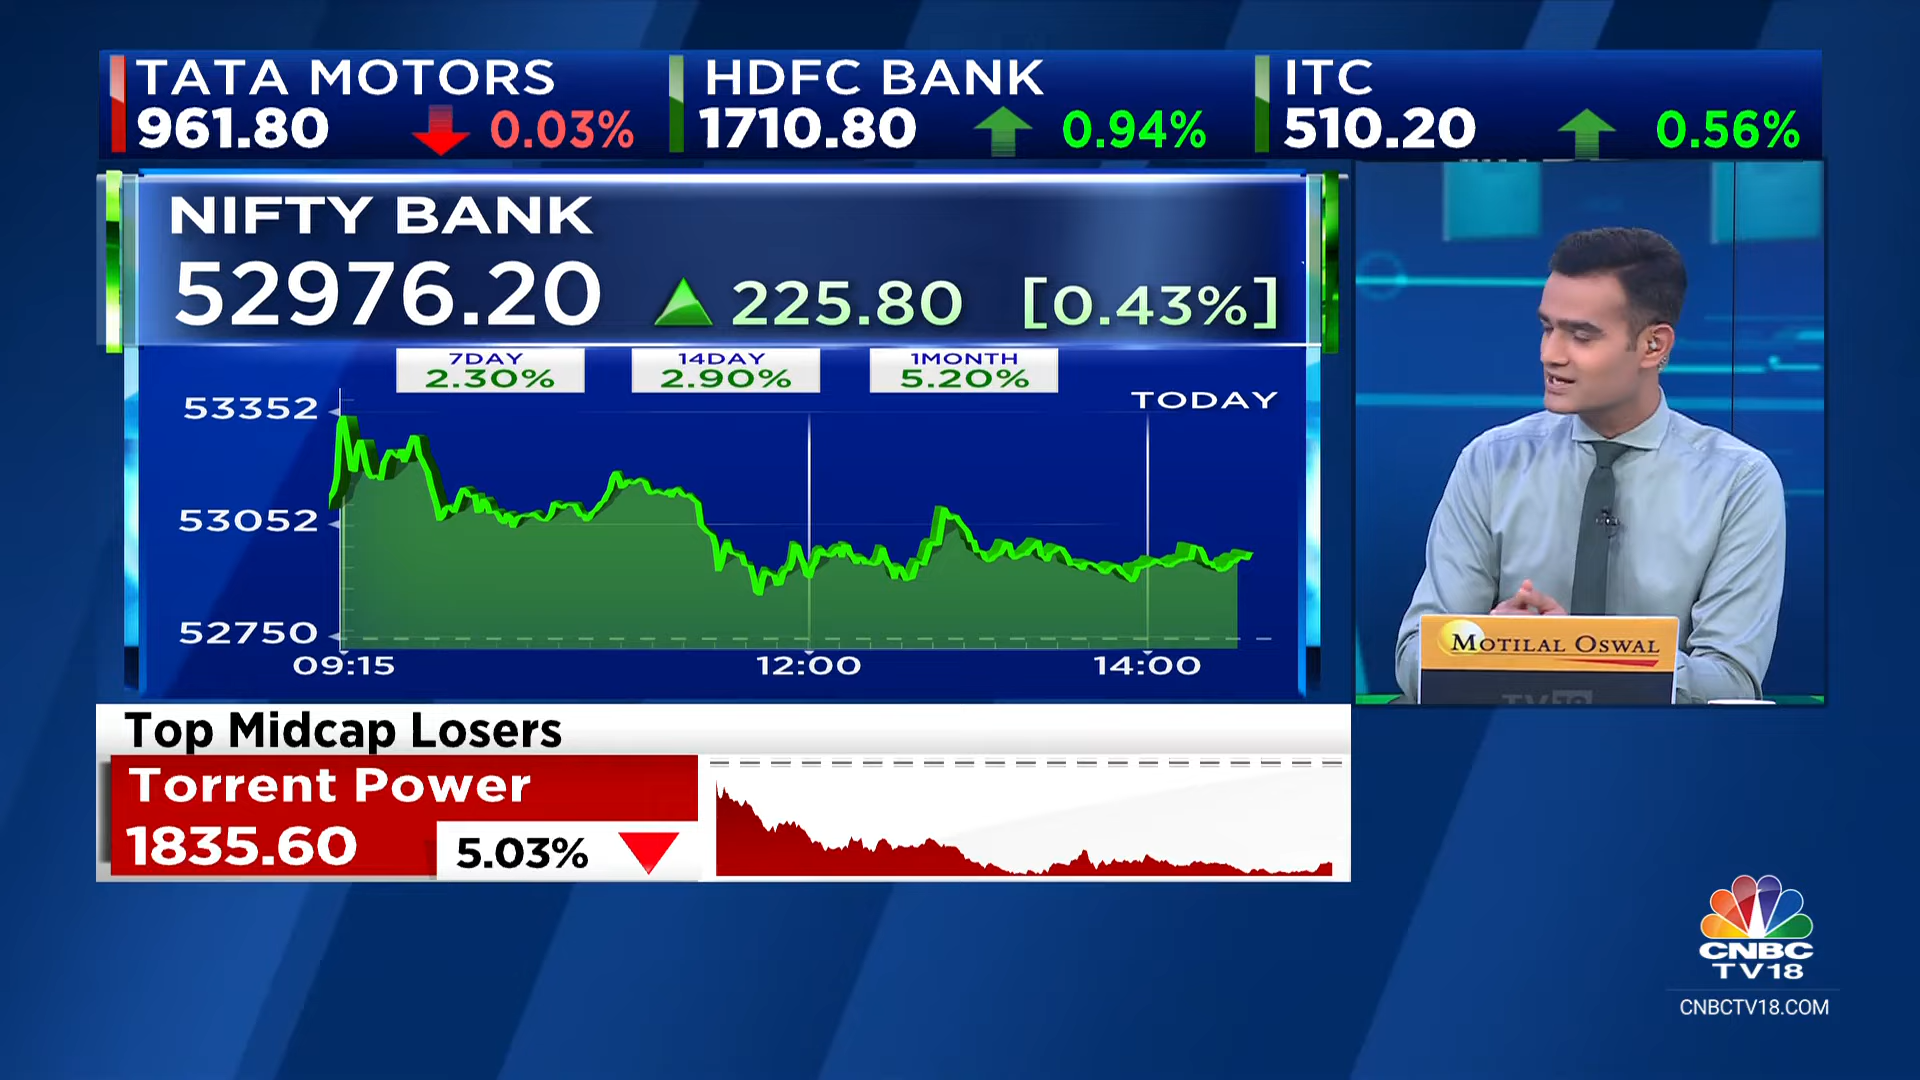 TATA MOTORS
961.80 0.03%
HDFC BANK
1710.80 0.94%
ITC
510.20 0.56%
NIFTY BANK
52976.20 225.80 [0.43%]
7DAY
2.30%
14DAY
2.90%
1MONTH
5.20%
TODAY
53352
53052
52750
09:15 12:00 14:00
MOTILAL OSWAL
TV18
Top Midcap Losers
Torrent Power
1835.60 5.03%
CNBC
TV18
CNBCTV18.COM